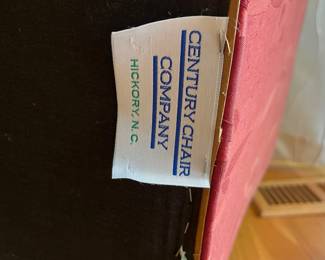 CENTURY CHAIR
COMPANY
HICKORY, N.C.